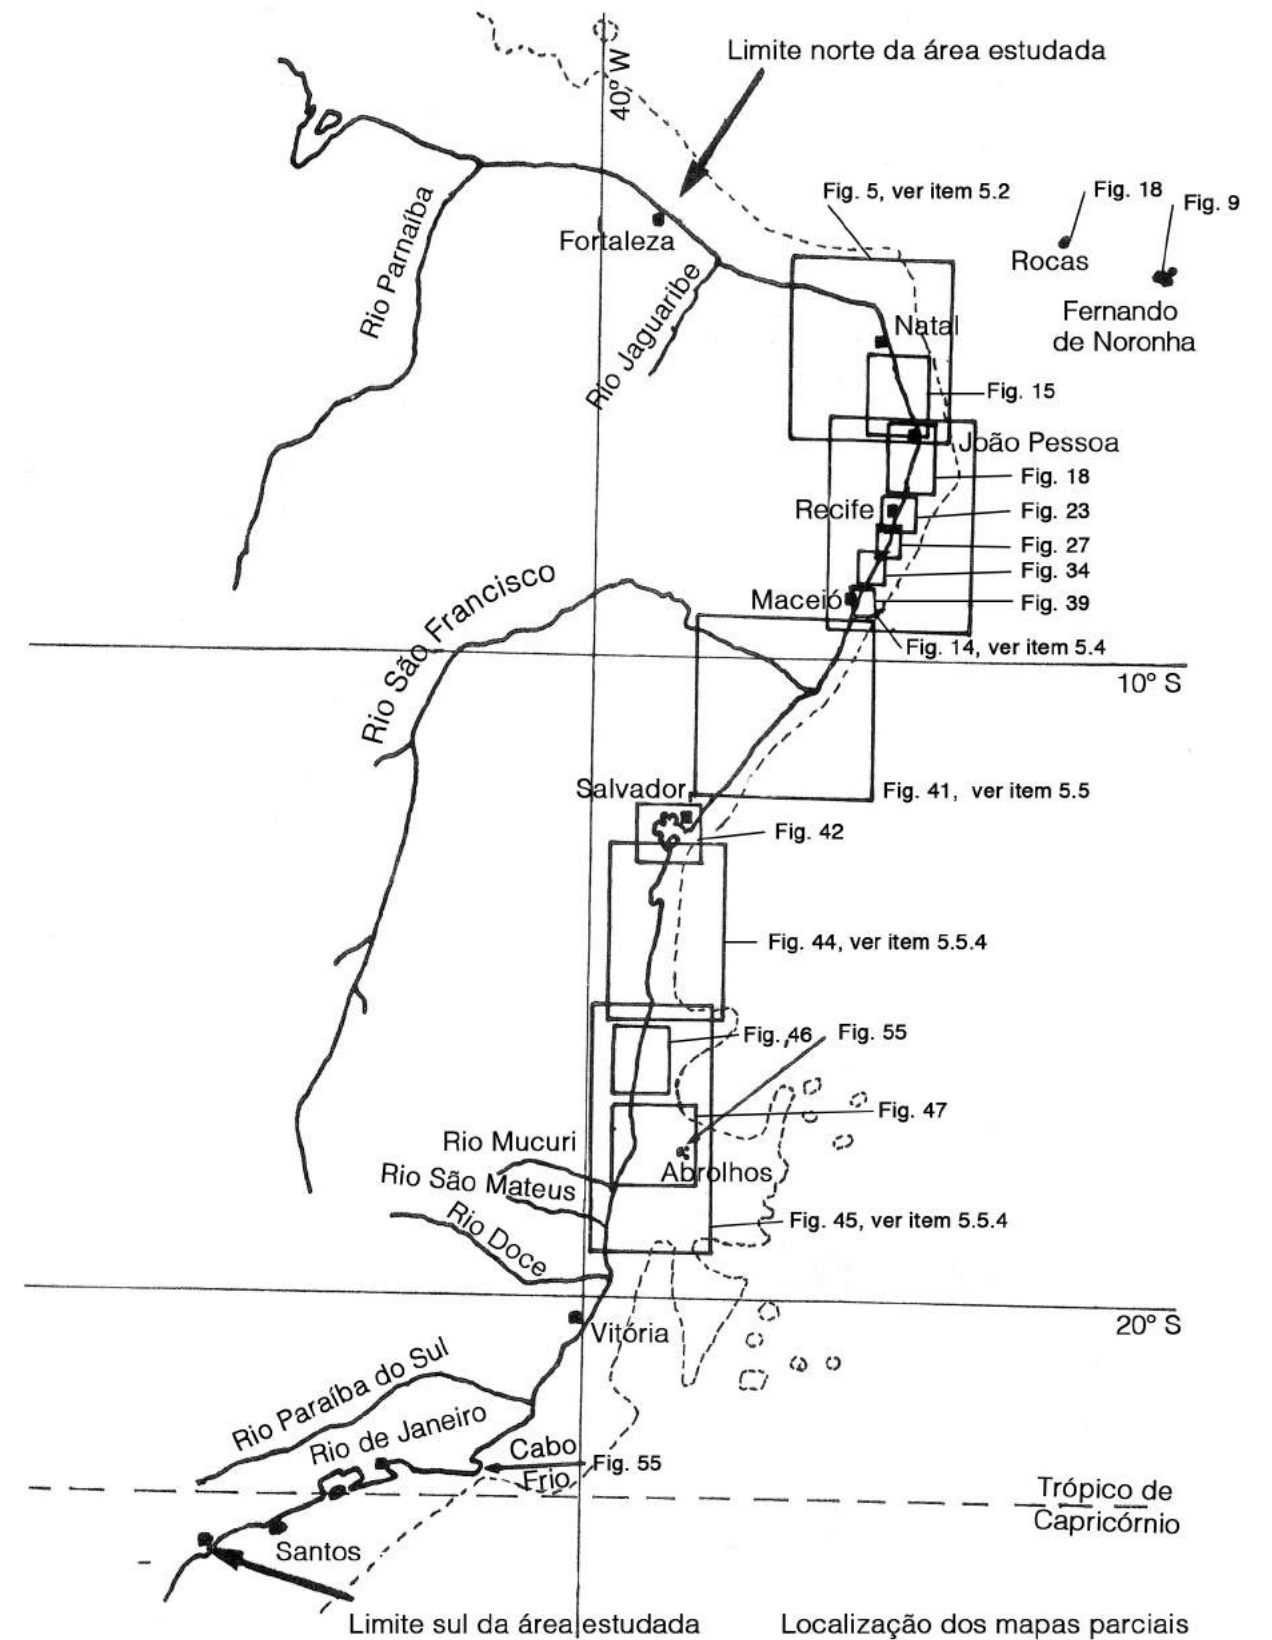 Limite norte da área estudada
40º W
Fig. 5, ver item 5.2
Fig. 18
Fig. 9
Rio Parnaíba
Fortaleza
Rocas
Rio Jaguaribe
Fernando
de Noronha
Natal
Fig. 15
João Pessoa
Fig. 18
Recife
Fig. 23
Fig. 27
Fig. 34
Maceió
Fig. 39
Rio São Francisco
Fig. 14, ver item 5.4
10º S
Salvador
Fig. 41, ver item 5.5
Fig. 42
Fig. 44, ver item 5.5.4
Fig. 46
Fig. 55
Fig. 47
Rio Mucuri
Abrolhos
Rio São Mateus
Rio Doce
Fig. 45, ver item 5.5.4
20º S
Vitória
Rio Paraíba do Sul
Rio de Janeiro
Cabo
Frio
Fig. 55
Trópico de
Capricórnio
Santos
Limite sul da área estudada
Localização dos mapas parciais